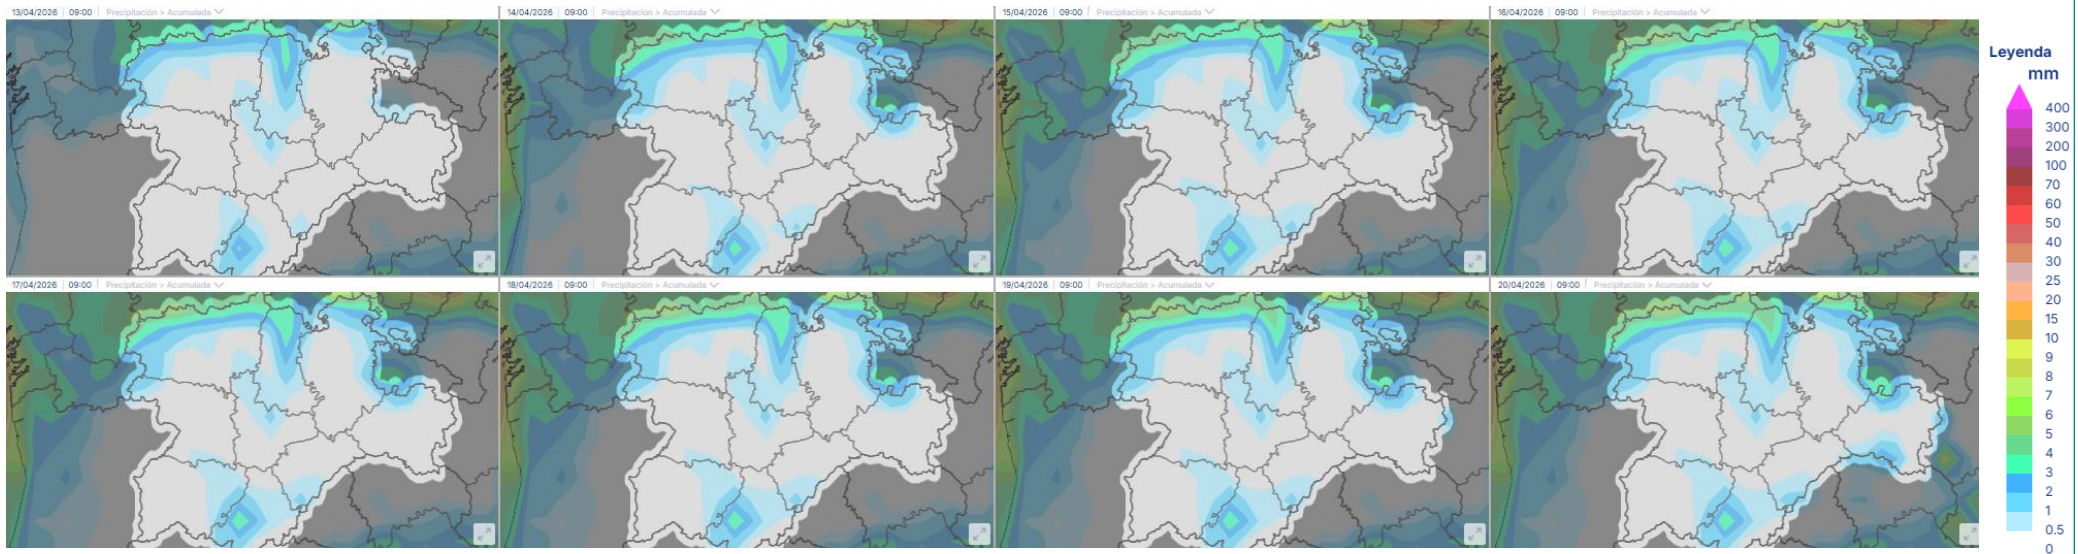 13/04/2026 09:00 Precipitación > Acumulada
14/04/2026 09:00 Precipitación > Acumulada
15/04/2026 09:00 Precipitación > Acumulada
16/04/2026 09:00 Precipitación > Acumulada
17/04/2026 09:00 Precipitación > Acumulada
18/04/2026 09:00 Precipitación > Acumulada
19/04/2026 09:00 Precipitación > Acumulada
20/04/2026 09:00 Precipitación > Acumulada
Leyenda
mm
400
300
200
100
70
60
50
40
30
25
20
15
10
9
8
7
6
5
4
3
2
1
0.5
0